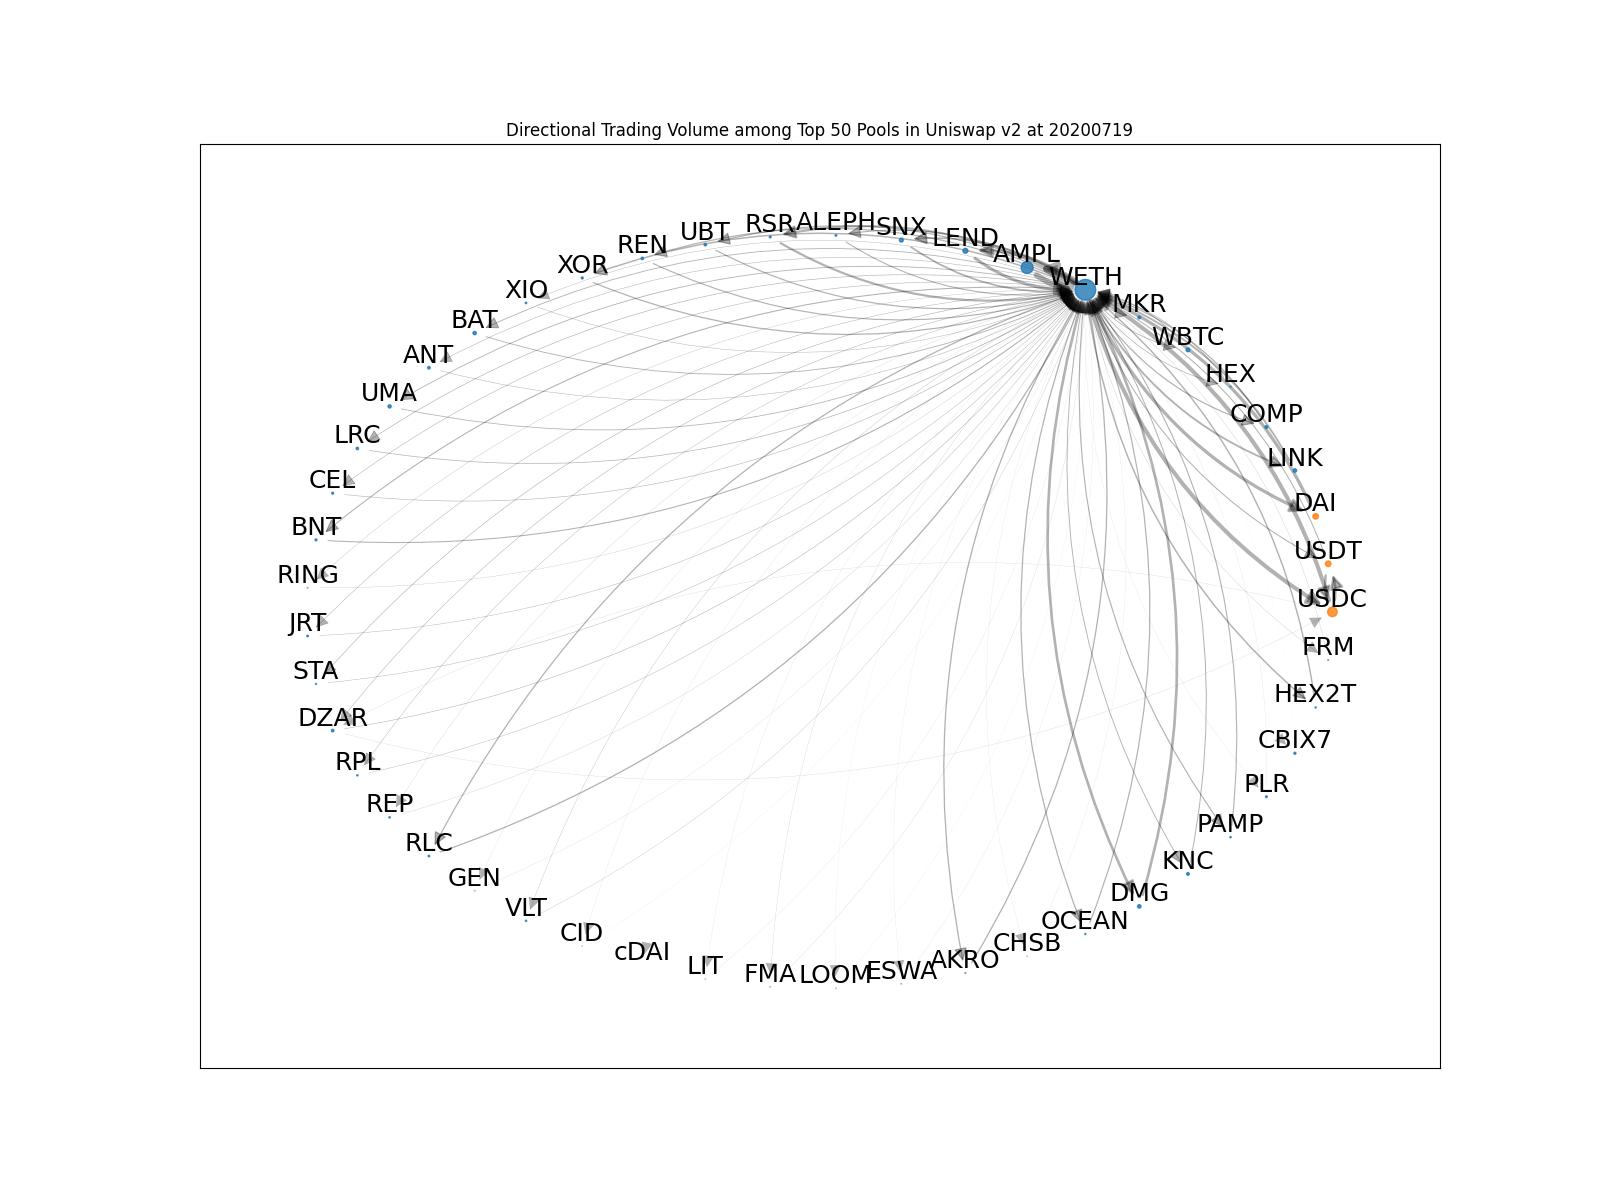 Directional Trading Volume among Top 50 Pools in Uniswap v2 at 20200719
RSR ALEPH SNX
UBT
LEND
REN
AMPL
XOR
WETH
XIO
MKR
BAT
WBTC
ANT
HEX
UMA
COMP
LRC
LINK
CEL
DAI
BNT
USDT
RING
USDC
JRT
FRM
STA
HEX2T
DZAR
CBIX7
RPL
PLR
REP
PAMP
RLC
KNC
GEN
DMG
VLT
OCEAN
CID
CHSB
cDAI
AKRO
LIT
FMA LOOM ESWA